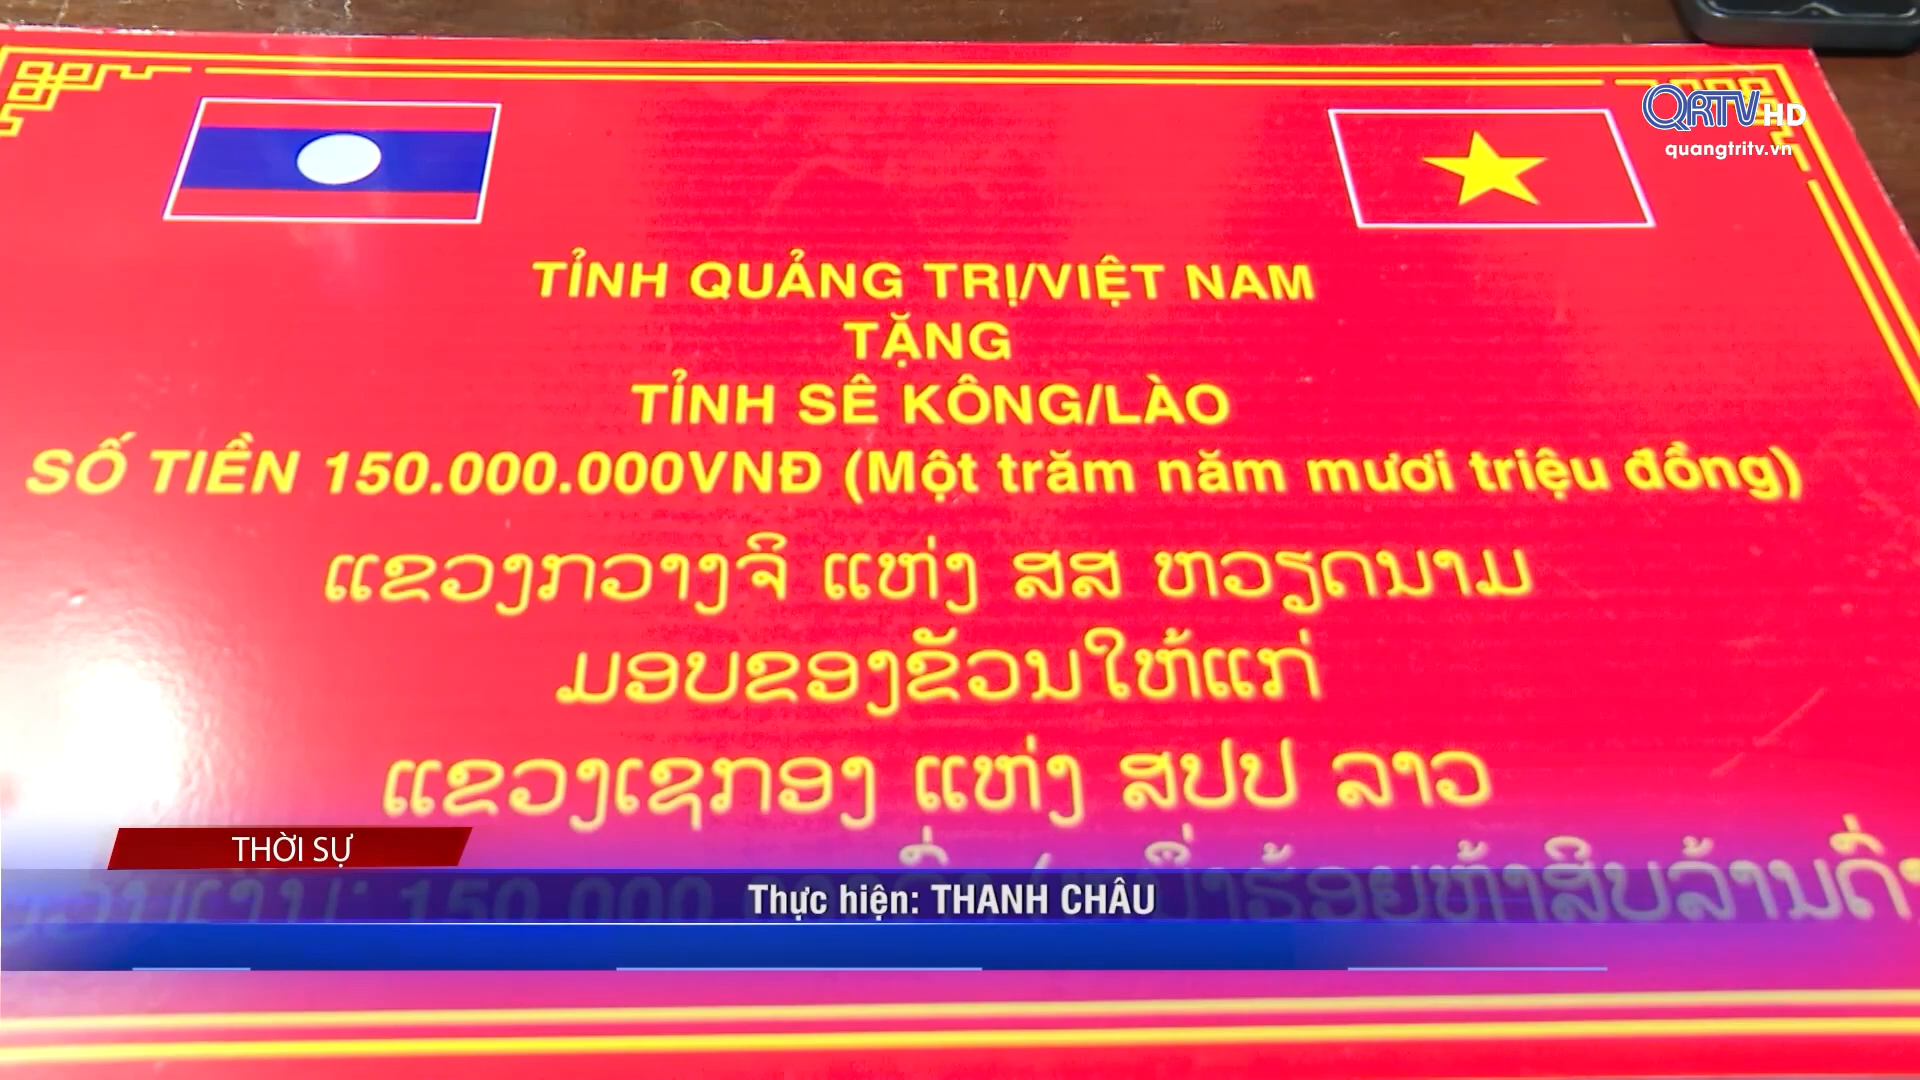 QRTV HD
quangtritv.vn
TỈNH QUẢNG TRỊ/VIỆT NAM
TẶNG
TỈNH SÊ KÔNG/LÀO
SỐ TIỀN 150.000.000VNĐ (Một trăm năm mươi triệu đồng)
ແຂວງກວາງຈິ ແຫ່ງ ສສ ຫວຽດນາມ
ມອບຂອງຂັວນໃຫ້ແກ່
ແຂວງເຊກອງ ແຫ່ງ ສປປ ລາວ
150.000
THỜI SỰ
Thực hiện: THANH CHÂU